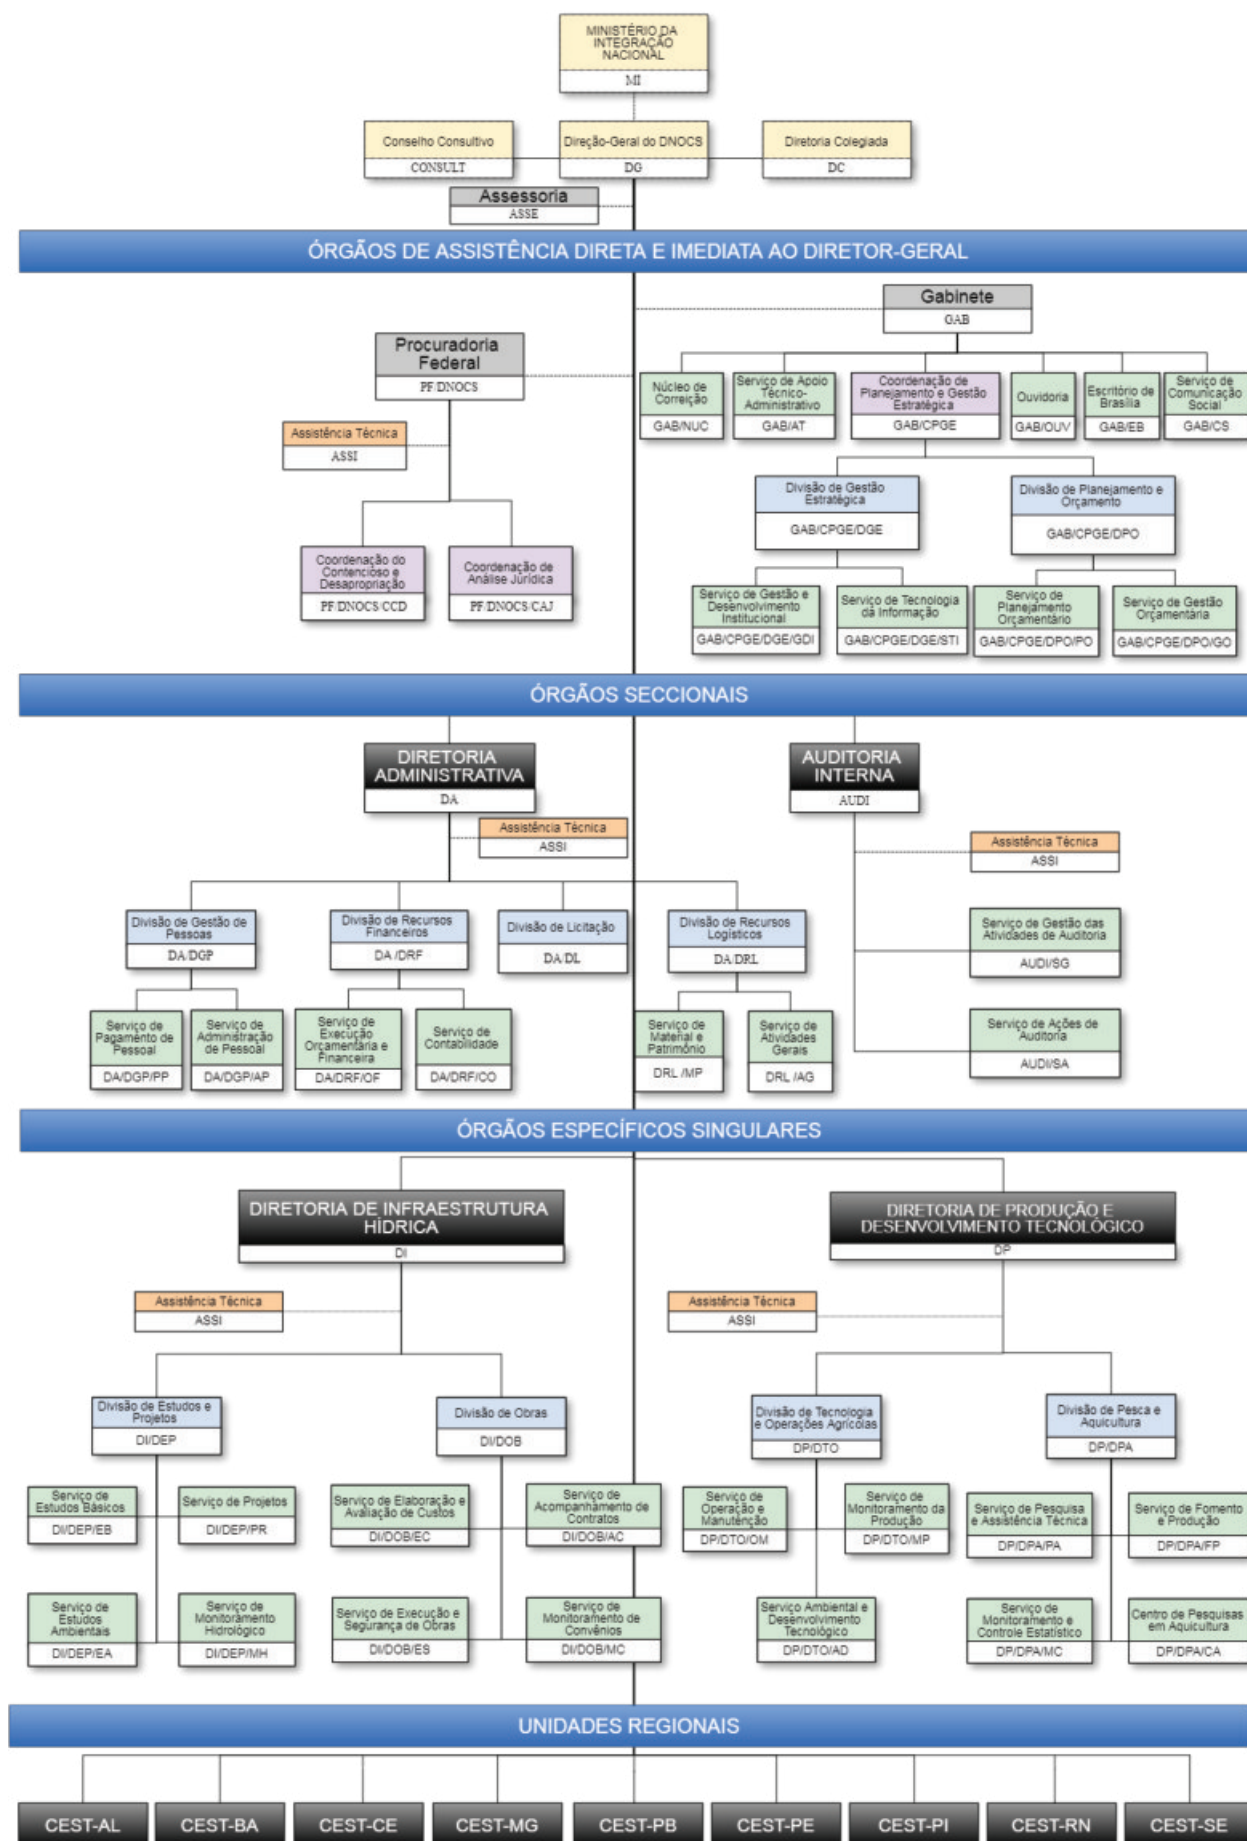 MINISTÉRIO DA
INTEGRAÇÃO
NACIONAL
MI
Conselho Consultivo
CONSULT
Direção-Geral do DNOCS
DG
Diretoria Colegiada
DC
Assessoria
ASSE
ÓRGÃOS DE ASSISTÊNCIA DIRETA E IMEDIATA AO DIRETOR-GERAL
Gabinete
GAB
Procuradoria
Federal
PF/DNOCS
Assistência Técnica
ASSI
Coordenação do
Contencioso e
Desapropriação
PF/DNOCS/CCD
Coordenação de
Análise Jurídica
PF/DNOCS/CAJ
Núcleo de
Correição
GAB/NUC
Serviço de Apoio
Técnico-
Administrativo
GAB/AT
Coordenação de
Planejamento e Gestão
Estratégica
GAB/CPGE
Ouvidoria
GAB/OUV
Escritório de
Brasília
GAB/EB
Serviço de
Comunicação
Social
GAB/CS
Divisão de Gestão
Estratégica
GAB/CPGE/DGE
Divisão de Planejamento e
Orçamento
GAB/CPGE/DPO
Serviço de Gestão e
Desenvolvimento
Institucional
GAB/CPGE/DGE/GDI
Serviço de Tecnologia
da Informação
GAB/CPGE/DGE/STI
Serviço de
Planejamento
Orçamentário
GAB/CPGE/DPO/PO
Serviço de Gestão
Orçamentária
GAB/CPGE/DPO/GO
ÓRGÃOS SECCIONAIS
DIRETORIA
ADMINISTRATIVA
DA
Assistência Técnica
ASSI
AUDITORIA
INTERNA
AUDI
Assistência Técnica
ASSI
Serviço de Gestão das
Atividades de Auditoria
AUDI/SG
Serviço de Ações de
Auditoria
AUDI/SA
Divisão de Gestão de
Pessoas
DA/DGP
Divisão de Recursos
Financeiros
DA /DRF
Divisão de Licitação
DA/DL
Divisão de Recursos
Logísticos
DA/DRL
Serviço de
Pagamento de
Pessoal
DA/DGP/PP
Serviço de
Administração
de Pessoal
DA/DGP/AP
Serviço de
Execução
Orçamentária e
Financeira
DA/DRF/OF
Serviço de
Contabilidade
DA/DRF/CO
Serviço de
Material e
Patrimônio
DRL /MP
Serviço de
Atividades
Gerais
DRL /AG
ÓRGÃOS ESPECÍFICOS SINGULARES
DIRETORIA DE INFRAESTRUTURA
HÍDRICA
DI
DIRETORIA DE PRODUÇÃO E
DESENVOLVIMENTO TECNOLÓGICO
DP
Assistência Técnica
ASSI
Assistência Técnica
ASSI
Divisão de Estudos e
Projetos
DI/DEP
Divisão de Obras
DI/DOB
Divisão de Tecnologia
e Operações Agrícolas
DP/DTO
Divisão de Pesca e
Aquicultura
DP/DPA
Serviço de
Estudos Básicos
DI/DEP/EB
Serviço de Projetos
DI/DEP/PR
Serviço de Elaboração e
Avaliação de Custos
DI/DOB/EC
Serviço de
Acompanhamento de
Contratos
DI/DOB/AC
Serviço de
Operação e
Manutenção
DP/DTO/OM
Serviço de
Monitoramento da
Produção
DP/DTO/MP
Serviço de Pesquisa
e Assistência Técnica
DP/DPA/PA
Serviço de Fomento
e Produção
DP/DPA/FP
Serviço de
Estudos
Ambientais
DI/DEP/EA
Serviço de
Monitoramento
Hidrológico
DI/DEP/MH
Serviço de Execução e
Segurança de Obras
DI/DOB/ES
Serviço de
Monitoramento de
Convênios
DI/DOB/MC
Serviço Ambiental e
Desenvolvimento
Tecnológico
DP/DTO/AD
Serviço de
Monitoramento e
Controle Estatístico
DP/DPA/MC
Centro de Pesquisas
em Aquicultura
DP/DPA/CA
UNIDADES REGIONAIS
CEST-AL
CEST-BA
CEST-CE
CEST-MG
CEST-PB
CEST-PE
CEST-PI
CEST-RN
CEST-SE